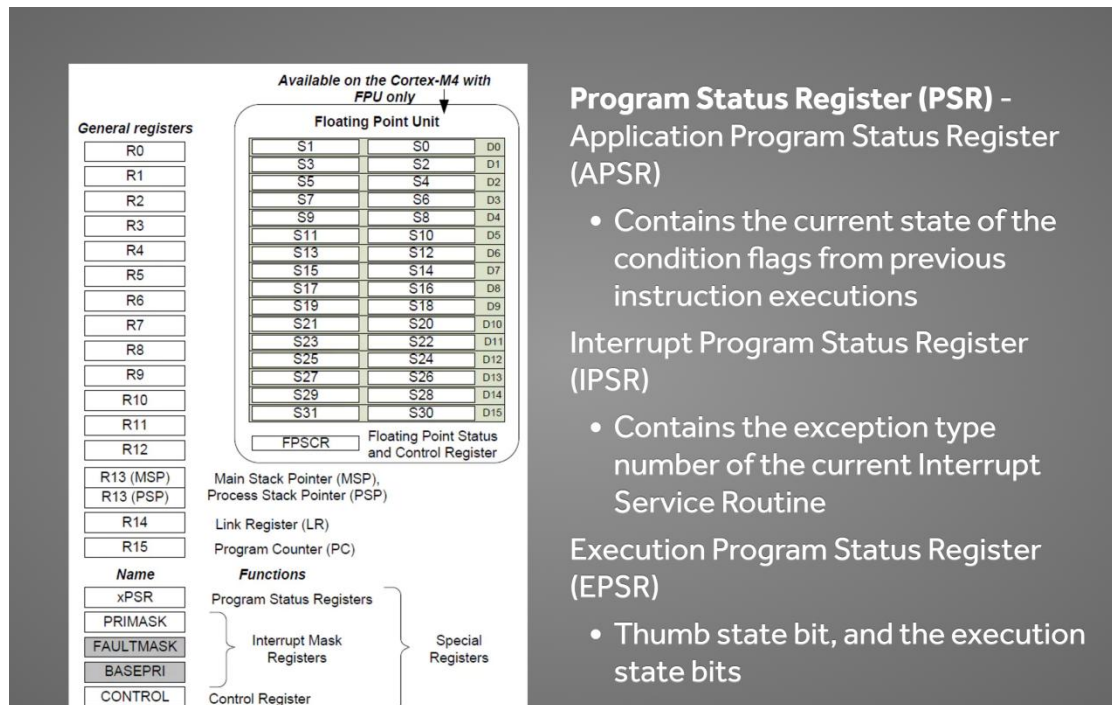 Available on the Cortex-M4 with
FPU only
General registers
Floating Point Unit
R0
R1
R2
R3
R4
R5
R6
R7
R8
R9
R10
R11
R12
S1 S0 D0
S3 S2 D1
S5 S4 D2
S7 S6 D3
S9 S8 D4
S11 S10 D5
S13 S12 D6
S15 S14 D7
S17 S16 D8
S19 S18 D9
S21 S20 D10
S23 S22 D11
S25 S24 D12
S27 S26 D13
S29 S28 D14
S31 S30 D15
FPSCR Floating Point Status
and Control Register
R13 (MSP) Main Stack Pointer (MSP),
R13 (PSP) Process Stack Pointer (PSP)
R14 Link Register (LR)
R15 Program Counter (PC)
Name Functions
xPSR Program Status Registers
PRIMASK
FAULTMASK
BASEPRI
Interrupt Mask
Registers
Special
Registers
CONTROL Control Register
Program Status Register (PSR) -
Application Program Status Register
(APSR)
• Contains the current state of the
condition flags from previous
instruction executions
Interrupt Program Status Register
(IPSR)
• Contains the exception type
number of the current Interrupt
Service Routine
Execution Program Status Register
(EPSR)
• Thumb state bit, and the execution
state bits